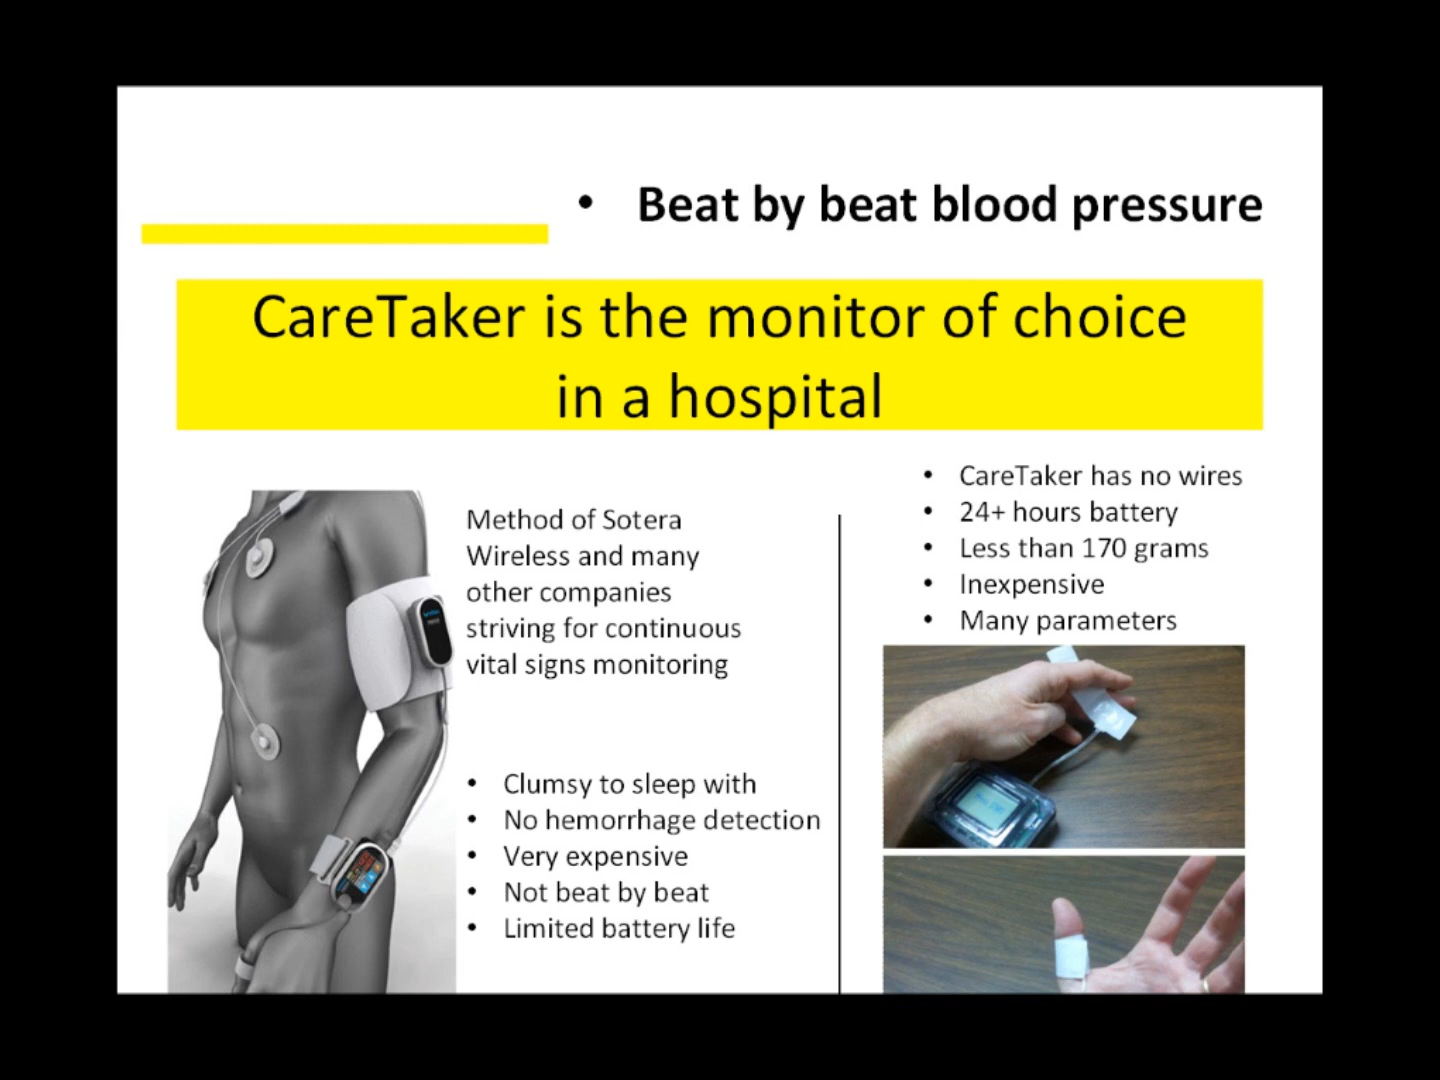 • Beat by beat blood pressure
CareTaker is the monitor of choice
in a hospital
Method of Sotera
Wireless and many
other companies
striving for continuous
vital signs monitoring
• Clumsy to sleep with
• No hemorrhage detection
• Very expensive
• Not beat by beat
• Limited battery life
• CareTaker has no wires
• 24+ hours battery
• Less than 170 grams
• Inexpensive
• Many parameters